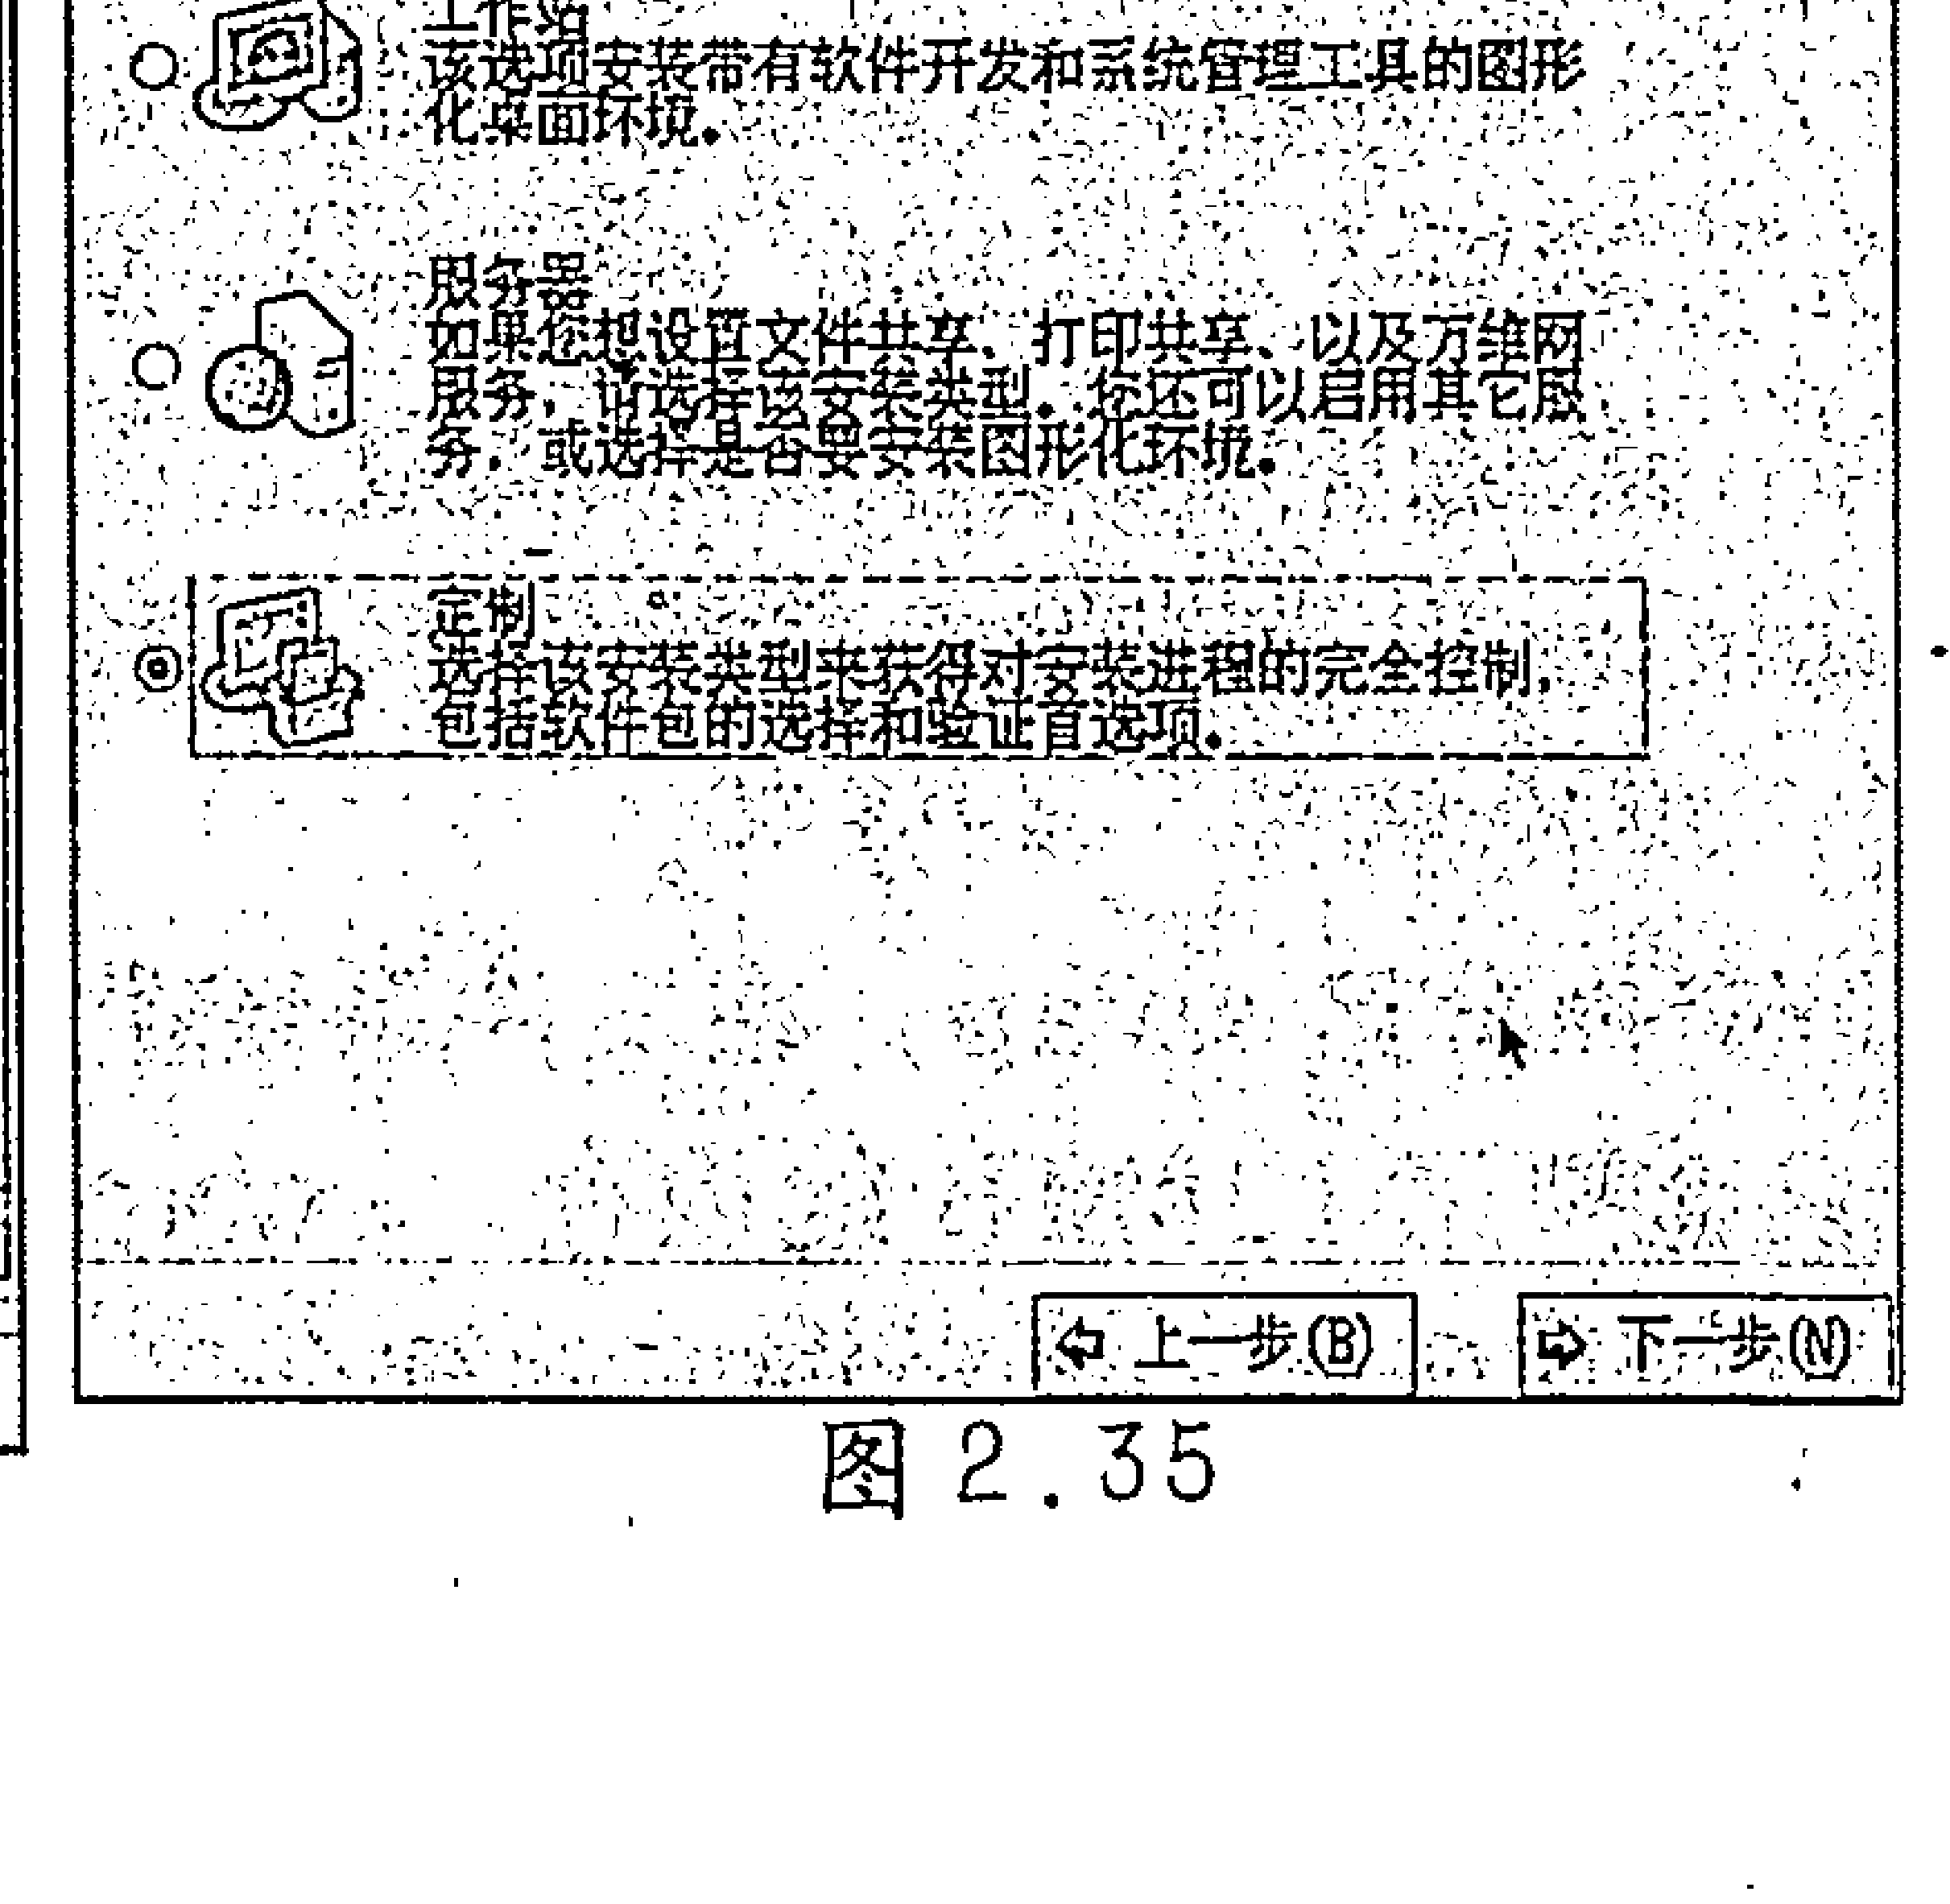 工作站
该选项安装带有软件开发和系统管理工具的图形
化桌面环境。
服务器
如果您想设置文件共享、打印共享、以及万维网
服务，请选择该安装类型。你还可以启用其它服
务，或选择是否要安装图形化环境。
定制
选择该安装类型来获得对安装进程的完全控制，
包括软件包的选择和验证首选项。
上一步(B)
下一步(N)
图 2.35